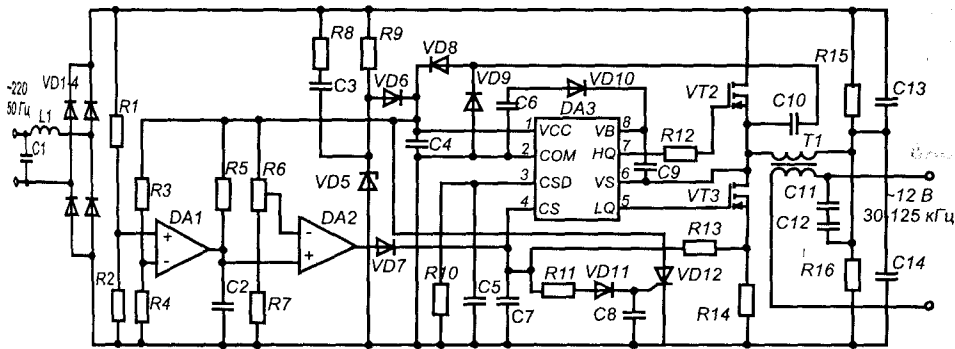 ~220
50 Гц
VD1-4
L1
C1
R1
R2
R3
R4
DA1
+
-
R5
C2
R6
R7
DA2
-
+
VD7
R8
C3
R9
VD6
VD5
C4
VD8
VD9
C6
VD10
DA3
1 VCC
2 COM
3 CSD
4 CS
VB 8
HQ 7
VS 6
LQ 5
C9
R10
C5
C7
R11
VD11
C8
VD12
R12
R13
R14
VT2
VT3
C10
T1
R15
C13
C11
C12
R16
C14
~12 В
30-125 кГц